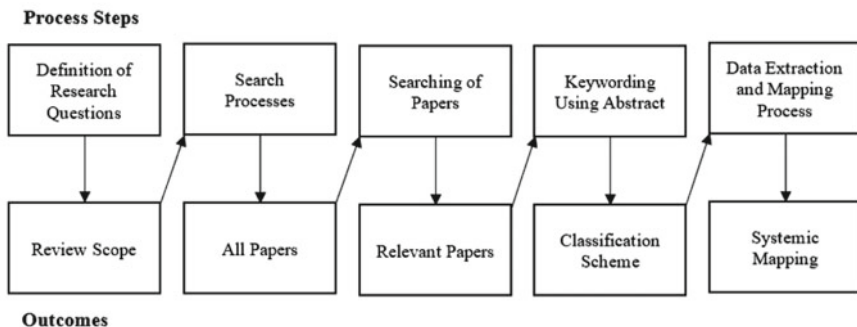 Process Steps
Definition of
Research
Questions
Search
Processes
Searching of
Papers
Keywording
Using Abstract
Data Extraction
and Mapping
Process
Review Scope
All Papers
Relevant Papers
Classification
Scheme
Systemic
Mapping
Outcomes